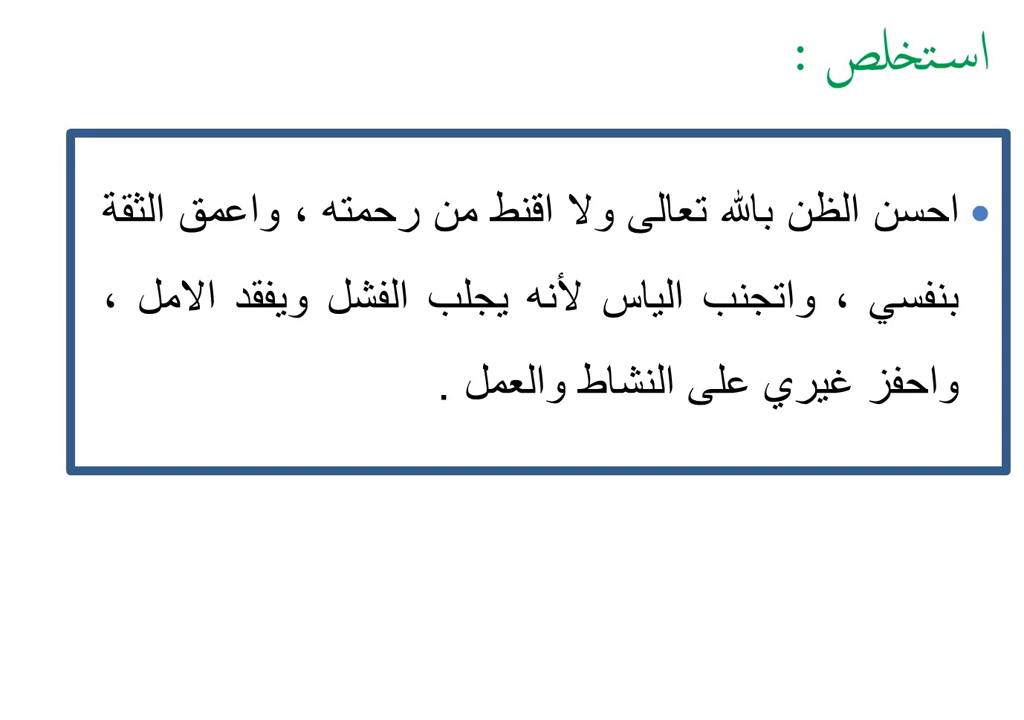 استخلص :
• احسن الظن بالله تعالى ولا اقنط من رحمته ، واعمق الثقة
بنفسي ، واتجنب الياس لأنه يجلب الفشل ويفقد الامل ،
واحفز غيري على النشاط والعمل .